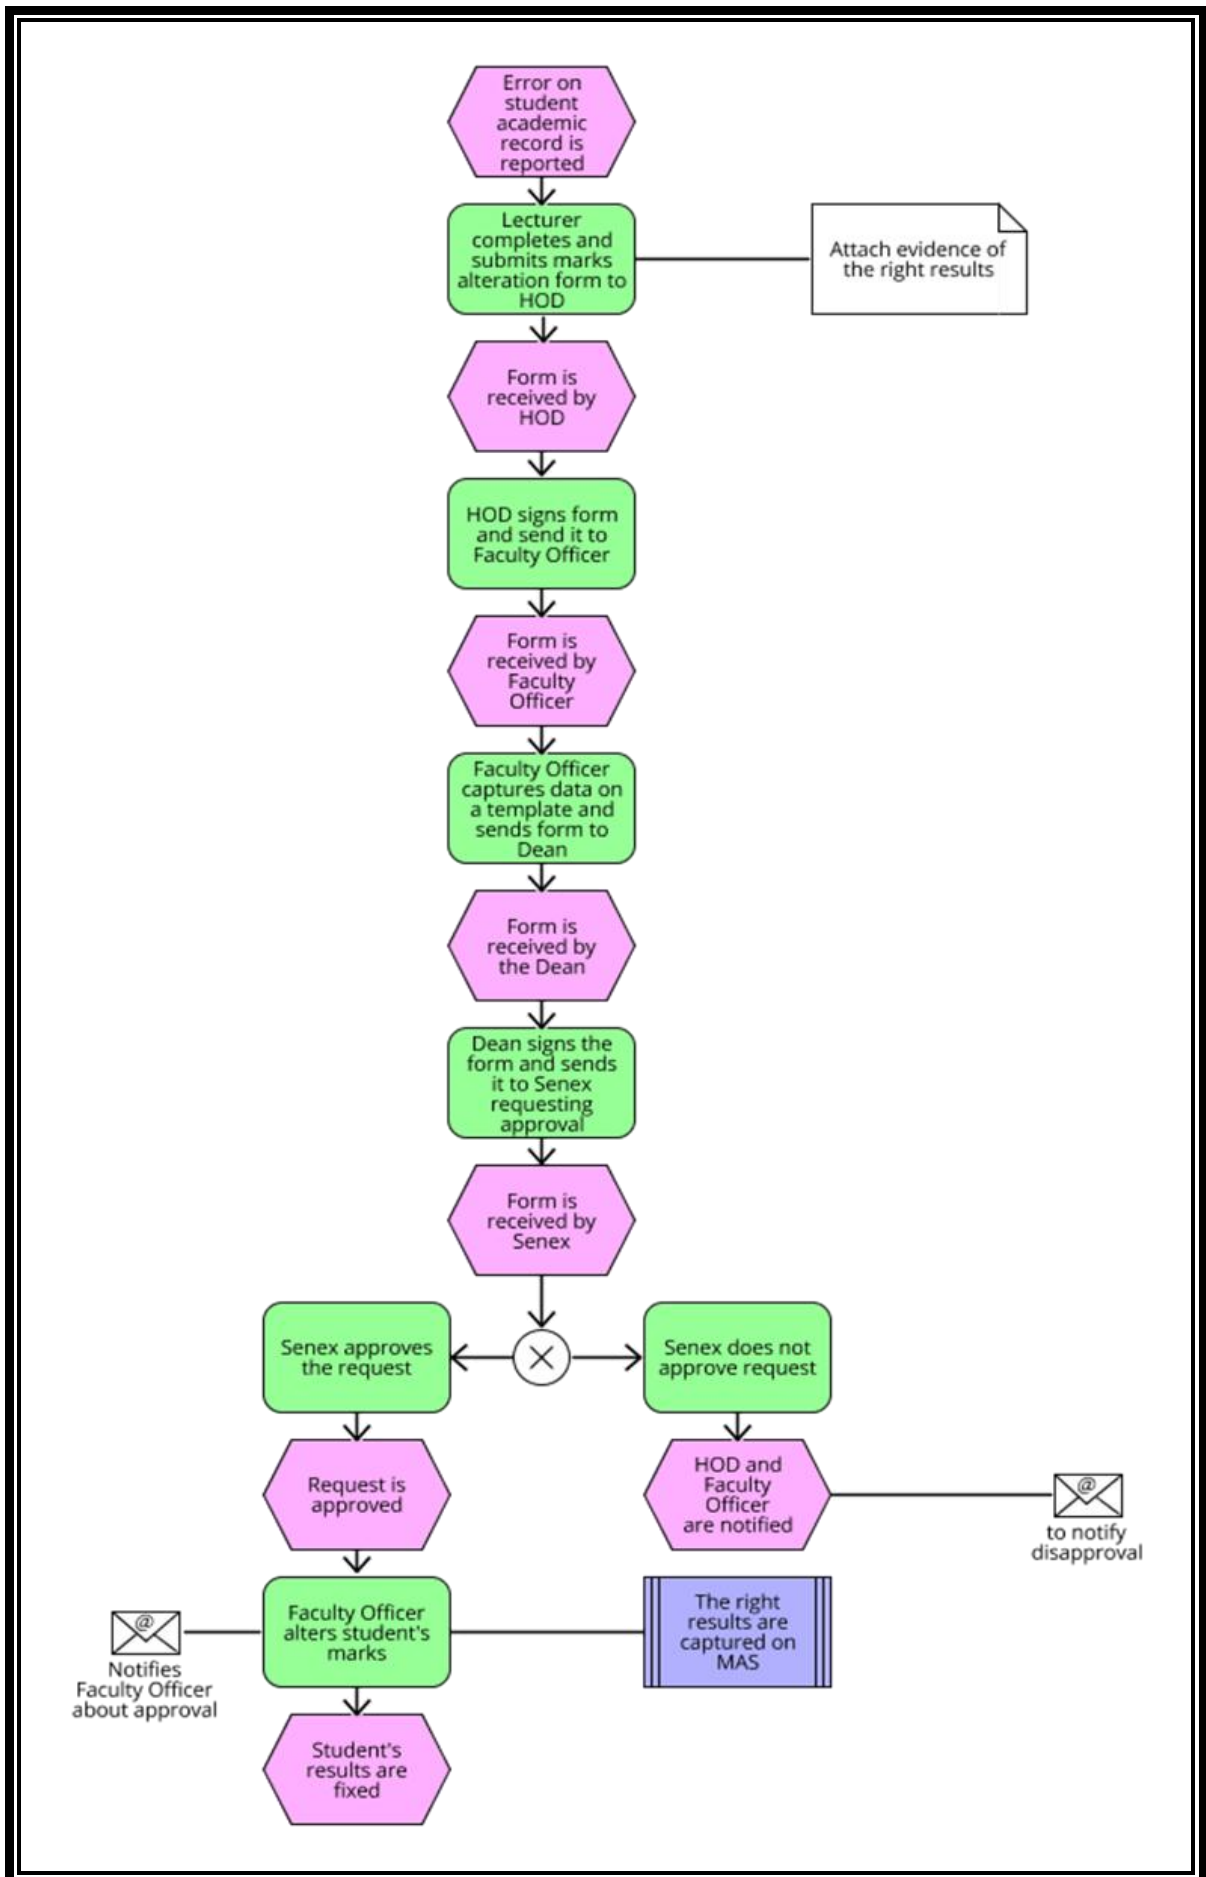 Error on
student
academic
record is
reported
Lecturer
completes and
submits marks
alteration form to
HOD
Attach evidence of
the right results
Form is
received by
HOD
HOD signs form
and send it to
Faculty Officer
Form is
received by
Faculty
Officer
Faculty Officer
captures data on
a template and
sends form to
Dean
Form is
received by
the Dean
Dean signs the
form and sends
it to Senex
requesting
approval
Form is
received by
Senex
Senex approves
the request
Senex does not
approve request
Request is
approved
HOD and
Faculty
Officer
are notified
@
to notify
disapproval
@
Notifies
Faculty Officer
about approval
Faculty Officer
alters student's
marks
The right
results are
captured on
MAS
Student's
results are
fixed